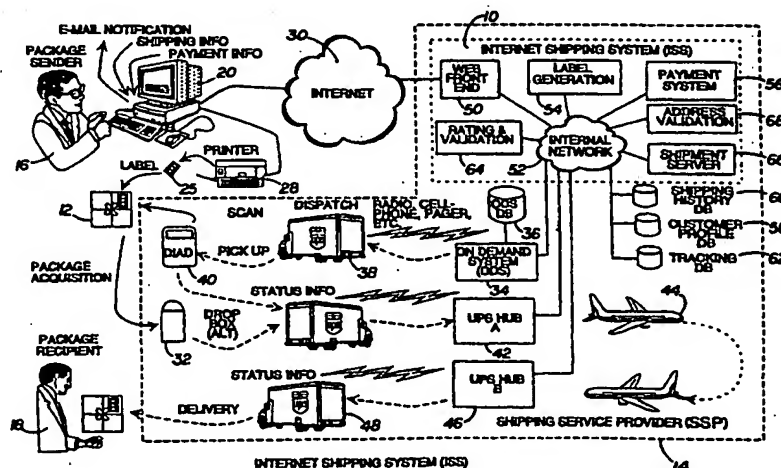 E-MAIL NOTIFICATION
SHIPPING INFO
PAYMENT INFO
PACKAGE SENDER
20
16
30
INTERNET
PRINTER
LABEL
25
28
12
10
INTERNET SHIPPING SYSTEM (ISS)
WEB FRONT END
50
LABEL GENERATION
54
PAYMENT SYSTEM
56
ADDRESS VALIDATION
RATING & VALIDATION
64
52
INTERNAL NETWORK
SHIPMENT SERVER
SHIPPING HISTORY DB
CUSTOMER PROFILE DB
TRACKING DB
62
SCAN
DISPATCH
RADIO, CELL-PHONE, PAGER, ETC.
DB
36
DIAD
40
PICK UP
38
ON DEMAND SYSTEM (ODS)
34
PACKAGE ACQUISITION
32
DROP BOX (ALT)
STATUS INFO
UPS HUB A
42
44
PACKAGE RECIPIENT
18
STATUS INFO
DELIVERY
48
UPS HUB B
46
SHIPPING SERVICE PROVIDER (SSP)
14
INTERNET SHIPPING SYSTEM (ISS)